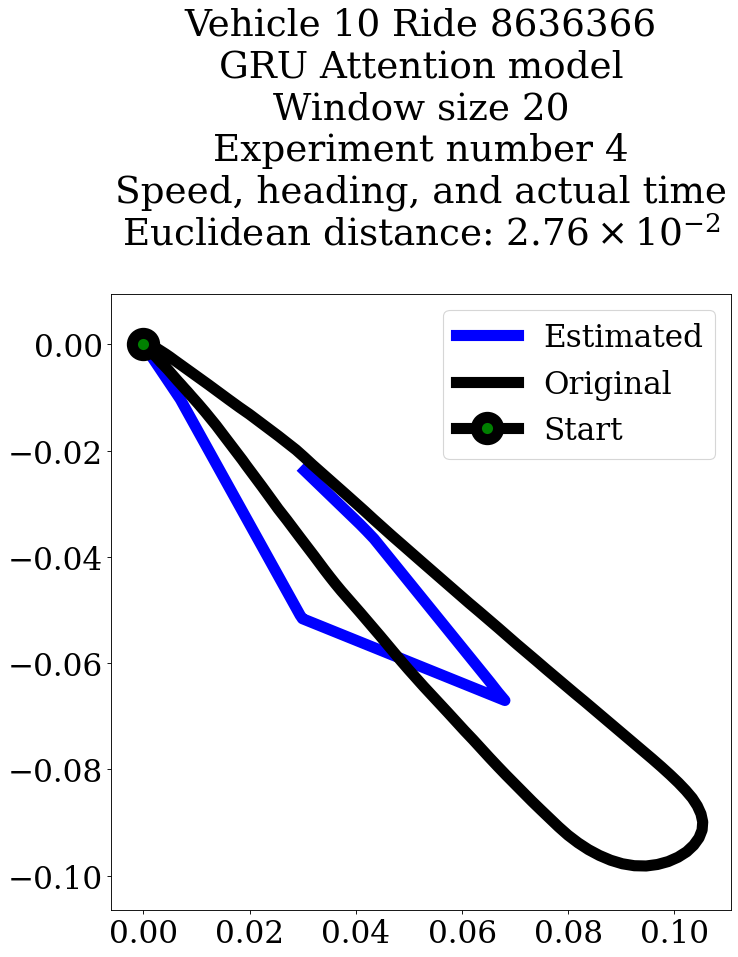 Vehicle 10 Ride 8636366
GRU Attention model
Window size 20
Experiment number 4
Speed, heading, and actual time
Euclidean distance: 2.76 × 10⁻²
Estimated
Original
Start
0.00
−0.02
−0.04
−0.06
−0.08
−0.10
0.00 0.02 0.04 0.06 0.08 0.10